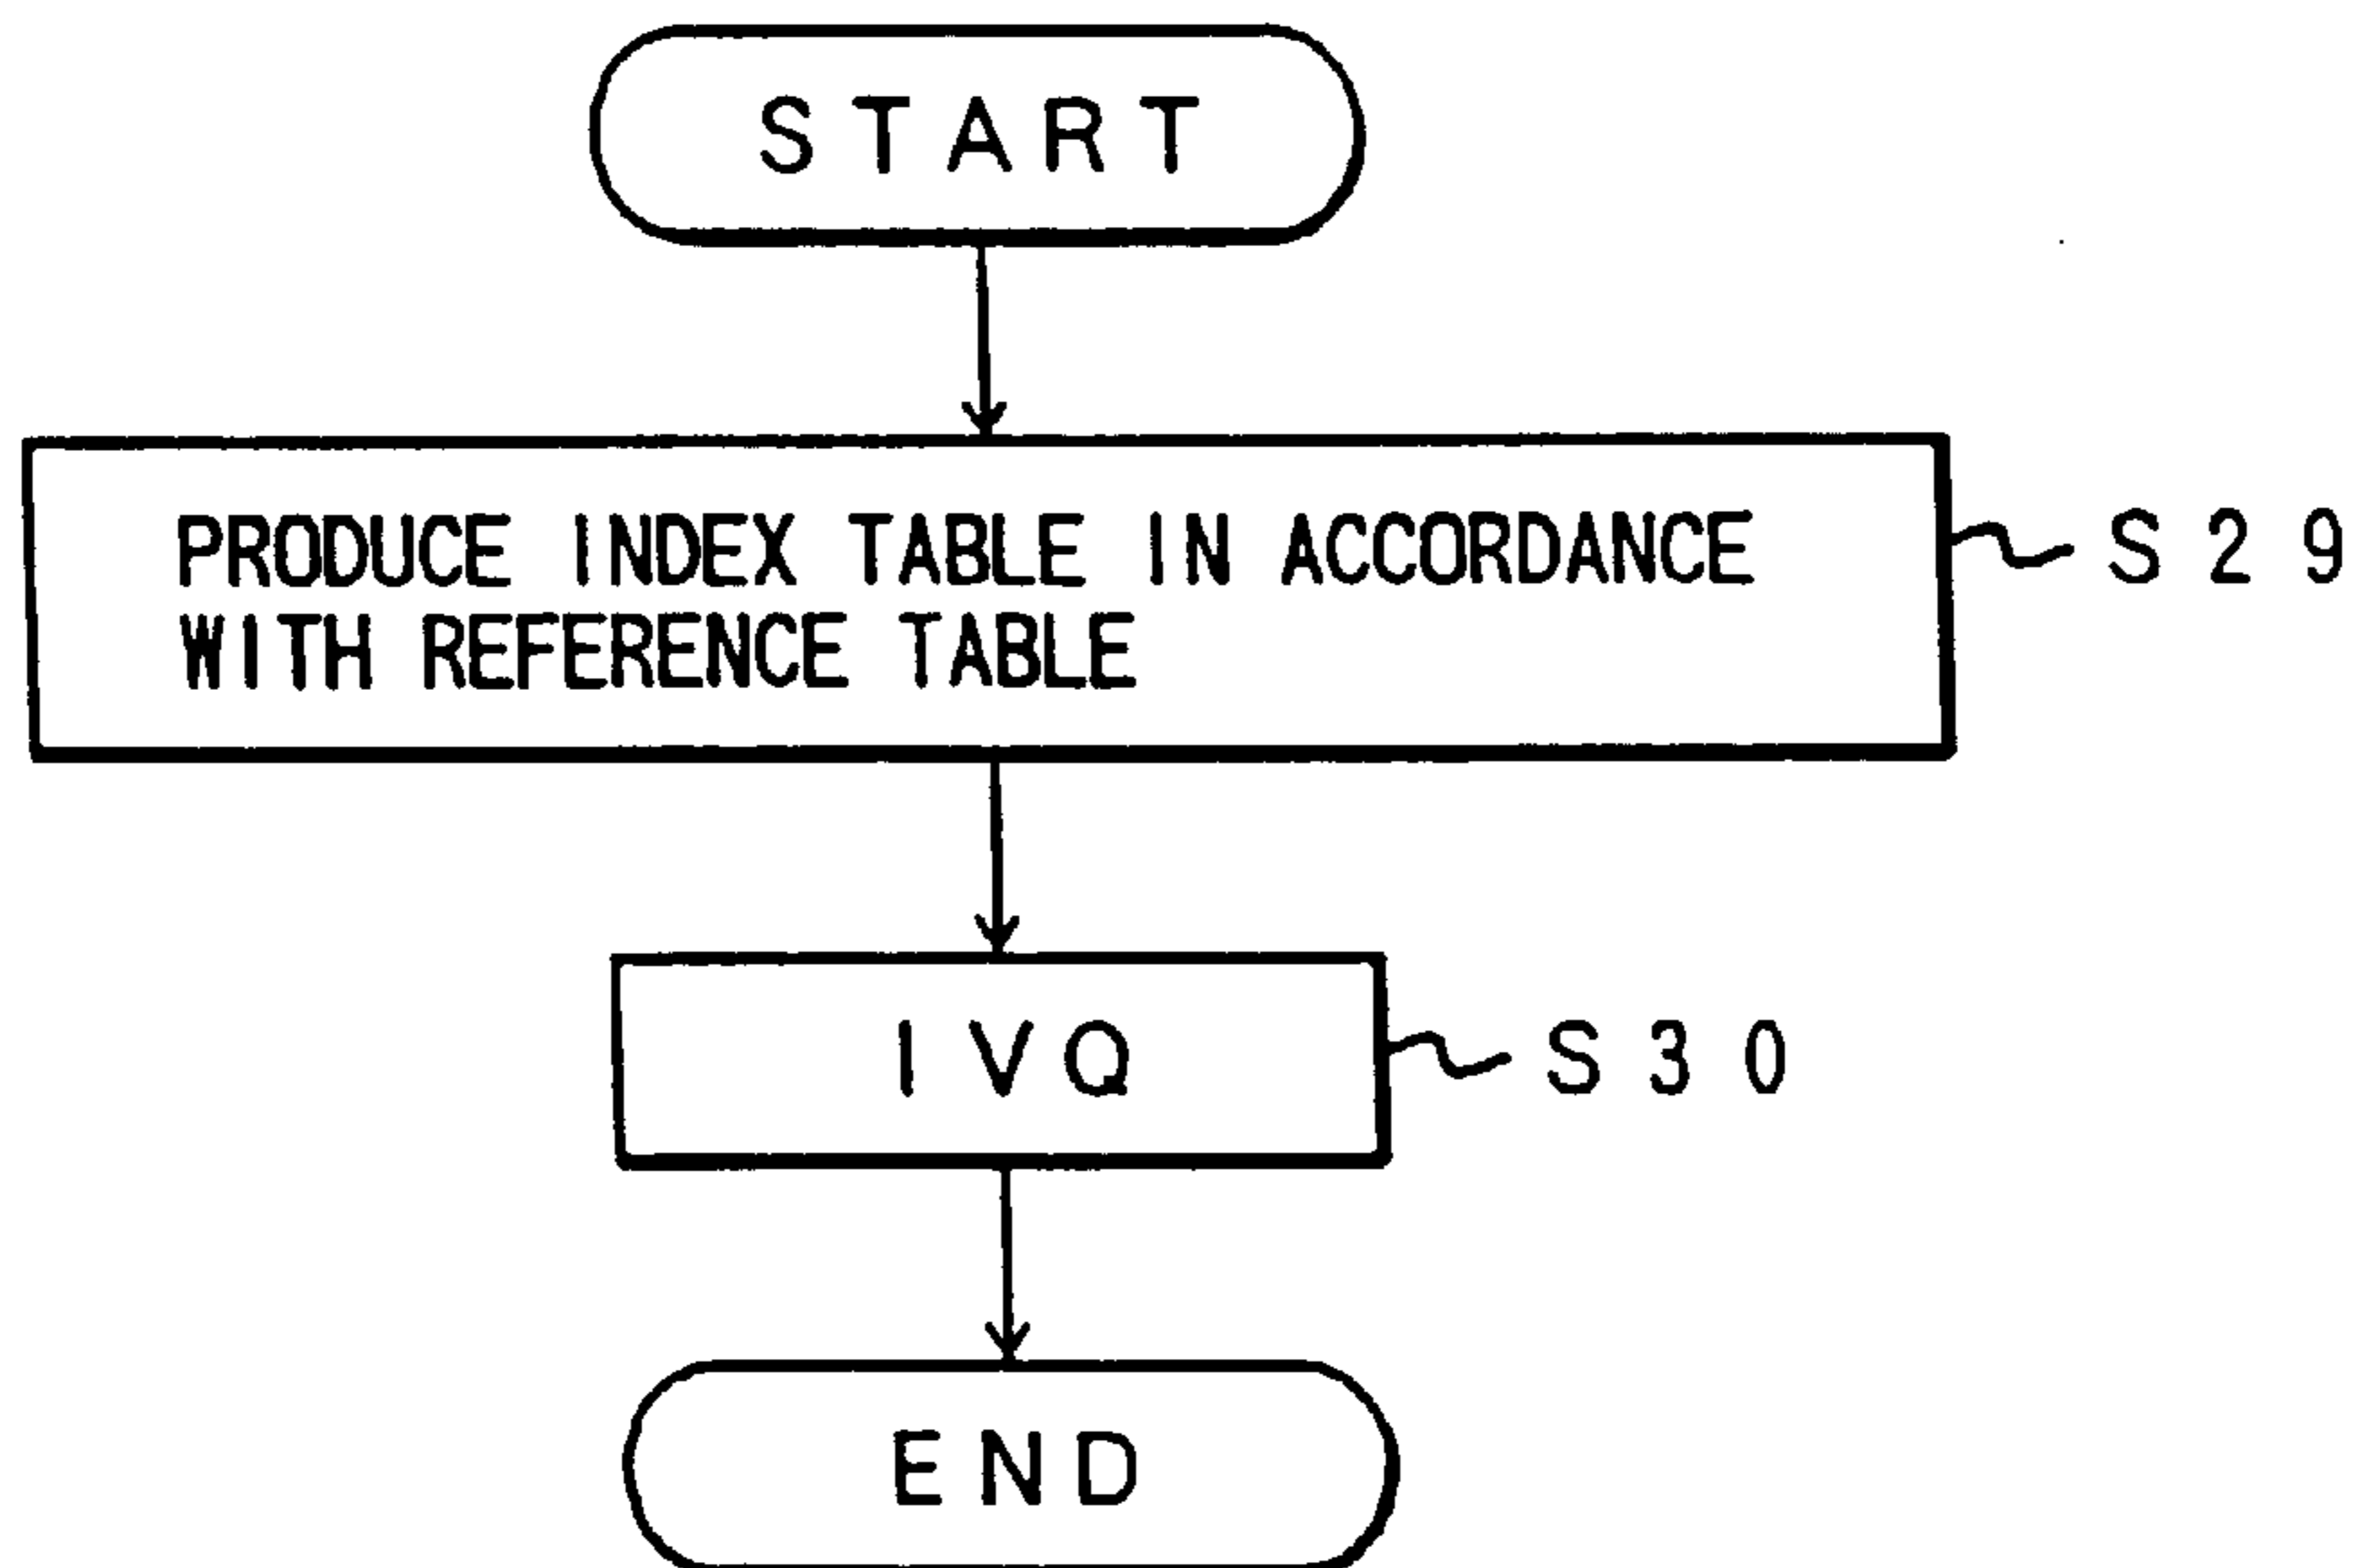 START
PRODUCE INDEX TABLE IN ACCORDANCE
WITH REFERENCE TABLE
S29
IVQ
S30
END